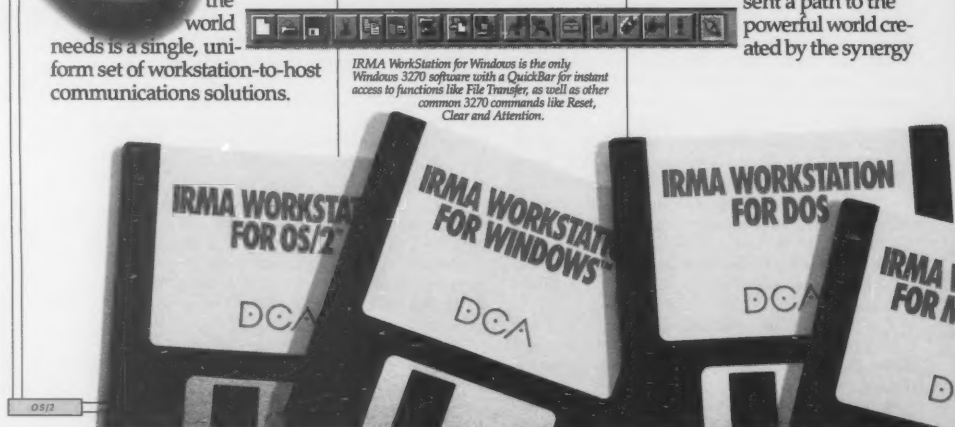 the
world
needs is a single, uni-
form set of workstation-to-host
communications solutions.
IRMA WorkStation for Windows is the only
Windows 3270 software with a QuickBar for instant
access to functions like File Transfer, as well as other
common 3270 commands like Reset,
Clear and Attention.
sent a path to the
powerful world cre-
ated by the synergy
IRMA WORKSTAT
FOR OS/2™
DCA
IRMA WORKSTATI
FOR WINDOWS™
DCA
IRMA WORKSTATION
FOR DOS
DCA
IRMA
FOR M
D
OS/2